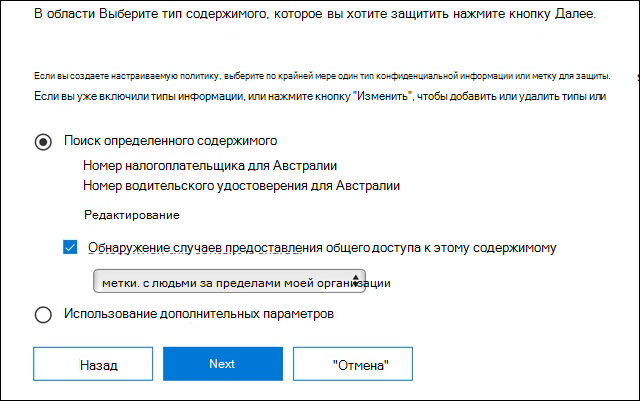 В области Выберите тип содержимого, которое вы хотите защитить нажмите кнопку Далее.
Если вы создаете настраиваемую политику, выберите по крайней мере один тип конфиденциальной информации или метку для защиты.
Если вы уже включили типы информации, или нажмите кнопку "Изменить", чтобы добавить или удалить типы или
Поиск определенного содержимого
Номер налогоплательщика для Австралии
Номер водительского удостоверения для Австралии
Редактирование
Обнаружение случаев предоставления общего доступа к этому содержимому
метки. с людьми за пределами моей организации
Использование дополнительных параметров
Назад
Next
"Отмена"